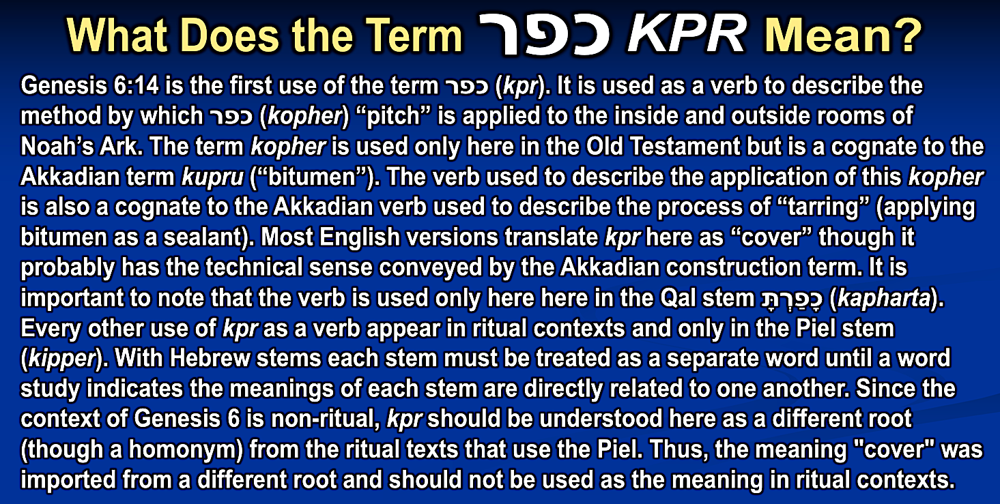 What Does the Term כפר KPR Mean?
Genesis 6:14 is the first use of the term כפר (kpr). It is used as a verb to describe the
method by which כפר (kopher) “pitch” is applied to the inside and outside rooms of
Noah’s Ark. The term kopher is used only here in the Old Testament but is a cognate to the
Akkadian term kupru (“bitumen”). The verb used to describe the application of this kopher
is also a cognate to the Akkadian verb used to describe the process of “tarring” (applying
bitumen as a sealant). Most English versions translate kpr here as “cover” though it
probably has the technical sense conveyed by the Akkadian construction term. It is
important to note that the verb is used only here here in the Qal stem כָפַרְתָּ (kapharta).
Every other use of kpr as a verb appear in ritual contexts and only in the Piel stem
(kipper). With Hebrew stems each stem must be treated as a separate word until a word
study indicates the meanings of each stem are directly related to one another. Since the
context of Genesis 6 is non-ritual, kpr should be understood here as a different root
(though a homonym) from the ritual texts that use the Piel. Thus, the meaning "cover" was
imported from a different root and should not be used as the meaning in ritual contexts.